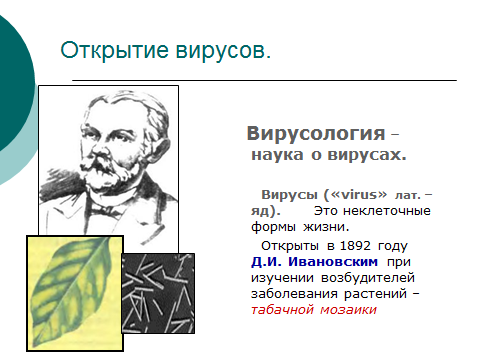 Открытие вирусов.
Вирусология –
наука о вирусах.
Вирусы («virus» лат. –
яд). Это неклеточные
формы жизни.
Открыты в 1892 году
Д.И. Ивановским при
изучении возбудителей
заболевания растений –
табачной мозаики